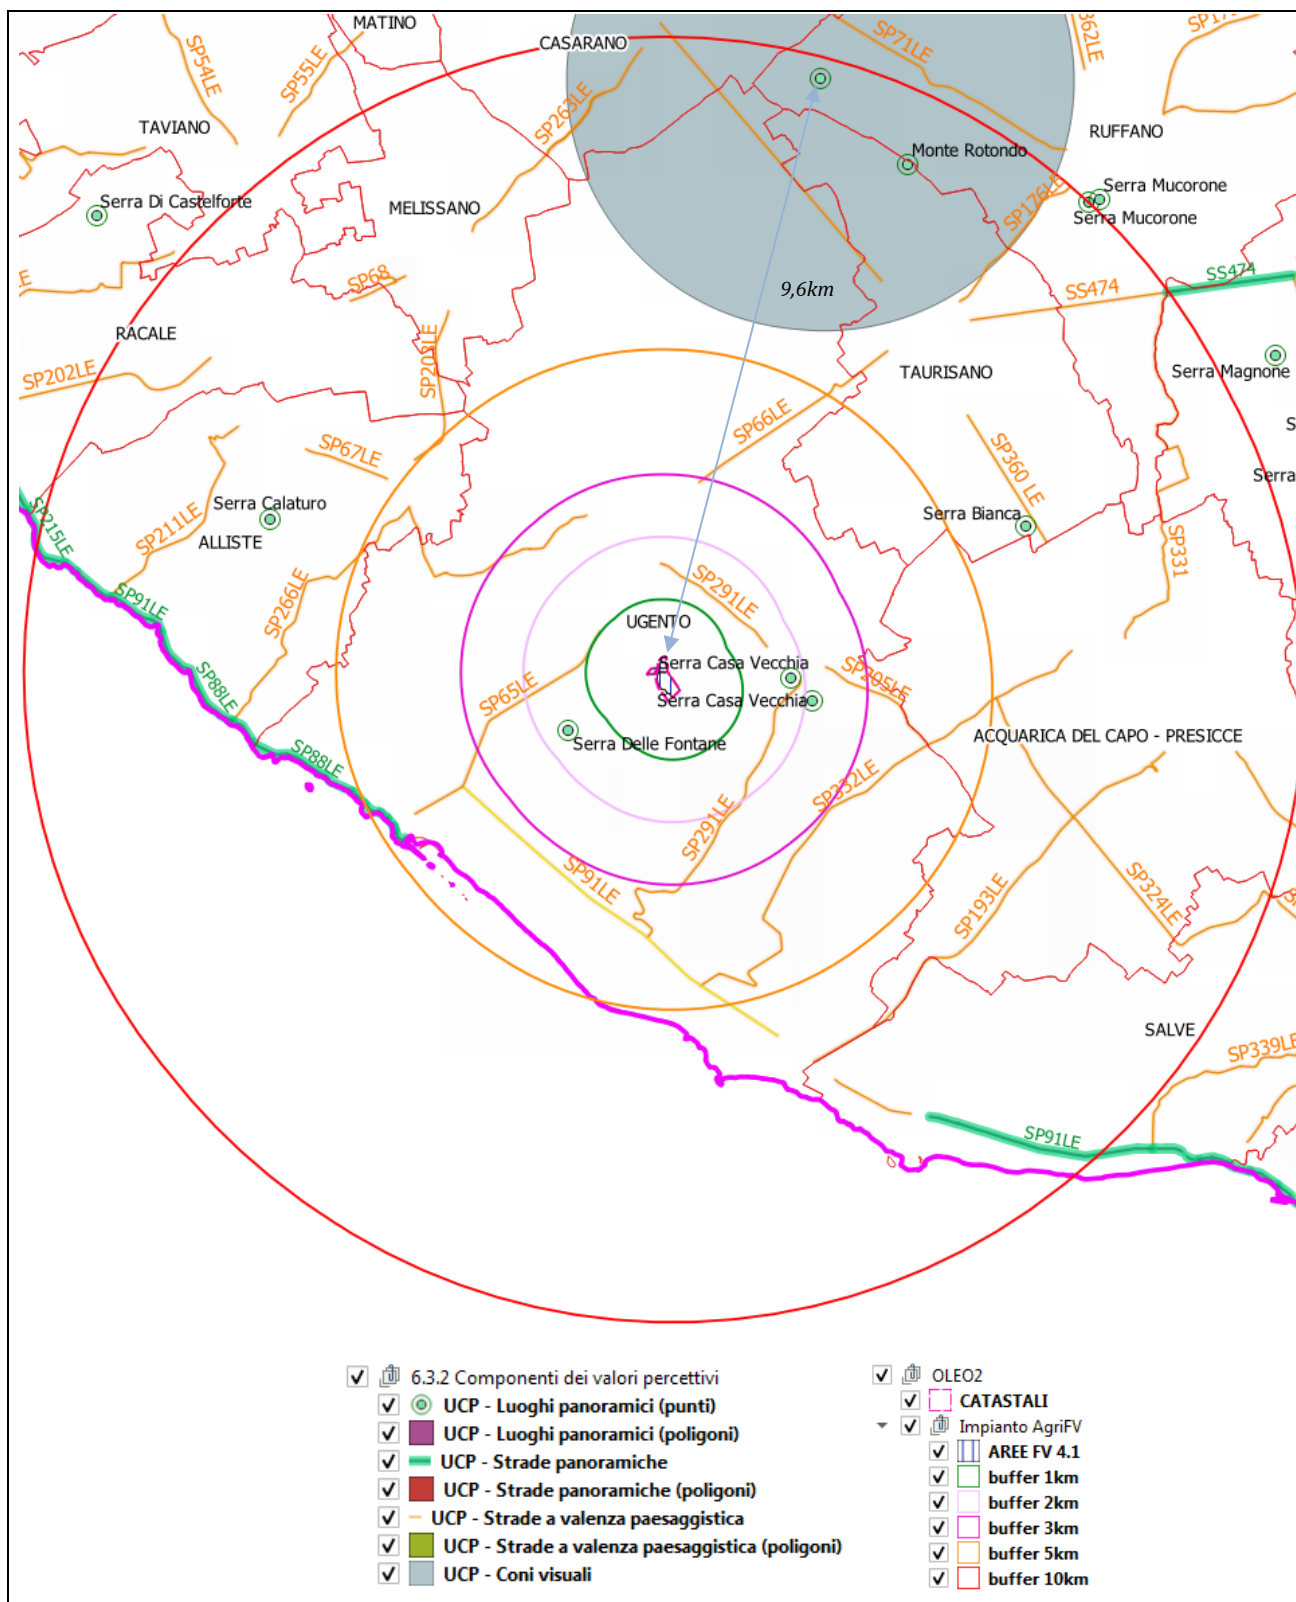 MATINO
CASARANO
SP54LE
SP55LE
SP263LE
SP71LE
362LE
SP17
TAVIANO
RUFFANO
Monte Rotondo
Serra Di Castelforte
MELISSANO
Serra Mucorone
SP176LE
Serra Mucorone
SP68
9,6km
SS474
SS474
LE
RACALE
SP203LE
SP202LE
TAURISANO
Serra Magnone
SP66LE
SP67LE
SP360 LE
S
Serra
Serra Calaturo
Serra Bianca
SP215LE
SP211LE
ALLISTE
SP331
SP91LE
SP266LE
SP291LE
UGENTO
Serra Casa Vecchia
SP88LE
SP65LE
SP205LE
Serra Casa Vecchia
Serra Delle Fontane
ACQUARICA DEL CAPO - PRESICCE
SP88LE
SP332LE
SP291LE
SP91LE
SP193LE
SP324LE
SALVE
SP339LE
SP91LE
6.3.2 Componenti dei valori percettivi
UCP - Luoghi panoramici (punti)
UCP - Luoghi panoramici (poligoni)
UCP - Strade panoramiche
UCP - Strade panoramiche (poligoni)
UCP - Strade a valenza paesaggistica
UCP - Strade a valenza paesaggistica (poligoni)
UCP - Coni visuali
OLEO2
CATASTALI
Impianto AgriFV
AREE FV 4.1
buffer 1km
buffer 2km
buffer 3km
buffer 5km
buffer 10km